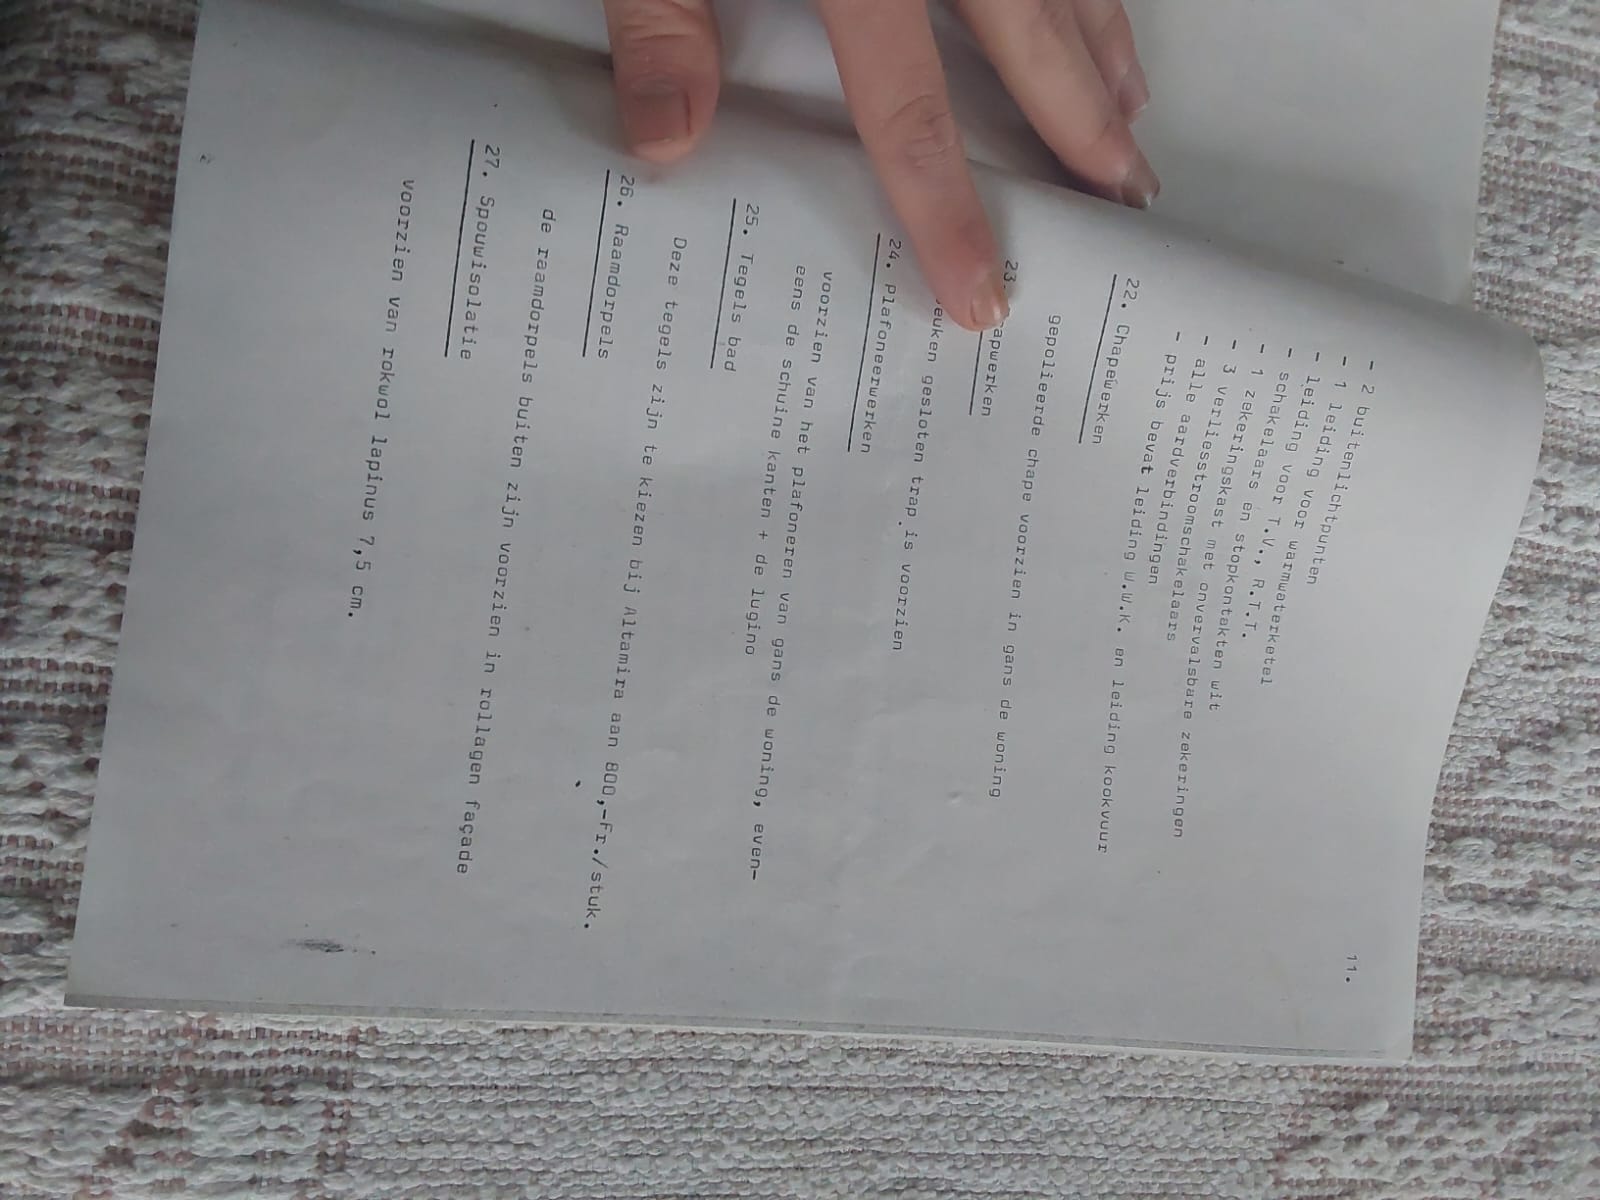 11.
- 2 buitenlichtpunten
- 1 leiding voor warmwaterketel
- leiding voor T.V., R.T.T.
- schakelaars en stopkontakten wit
- 1 zekeringskast met onvervalsbare zekeringen
- 3 verliesstroomschakelaars
- alle aardverbindingen
- prijs bevat leiding W.W.K. en leiding kookvuur
22. Chapewerken
gepolieerde chape voorzien in gans de woning
23. apwerken
euken gesloten trap is voorzien
24. Plafoneerwerken
voorzien van het plafoneren van gans de woning, even-
eens de schuine kanten + de lugino
25. Tegels bad
Deze tegels zijn te kiezen bij Altamira aan 800,-fr./stuk.
26. Raamdorpels
de raamdorpels buiten zijn voorzien in rollagen façade
27. Spouwisolatie
voorzien van rokwol lapinus 7,5 cm.